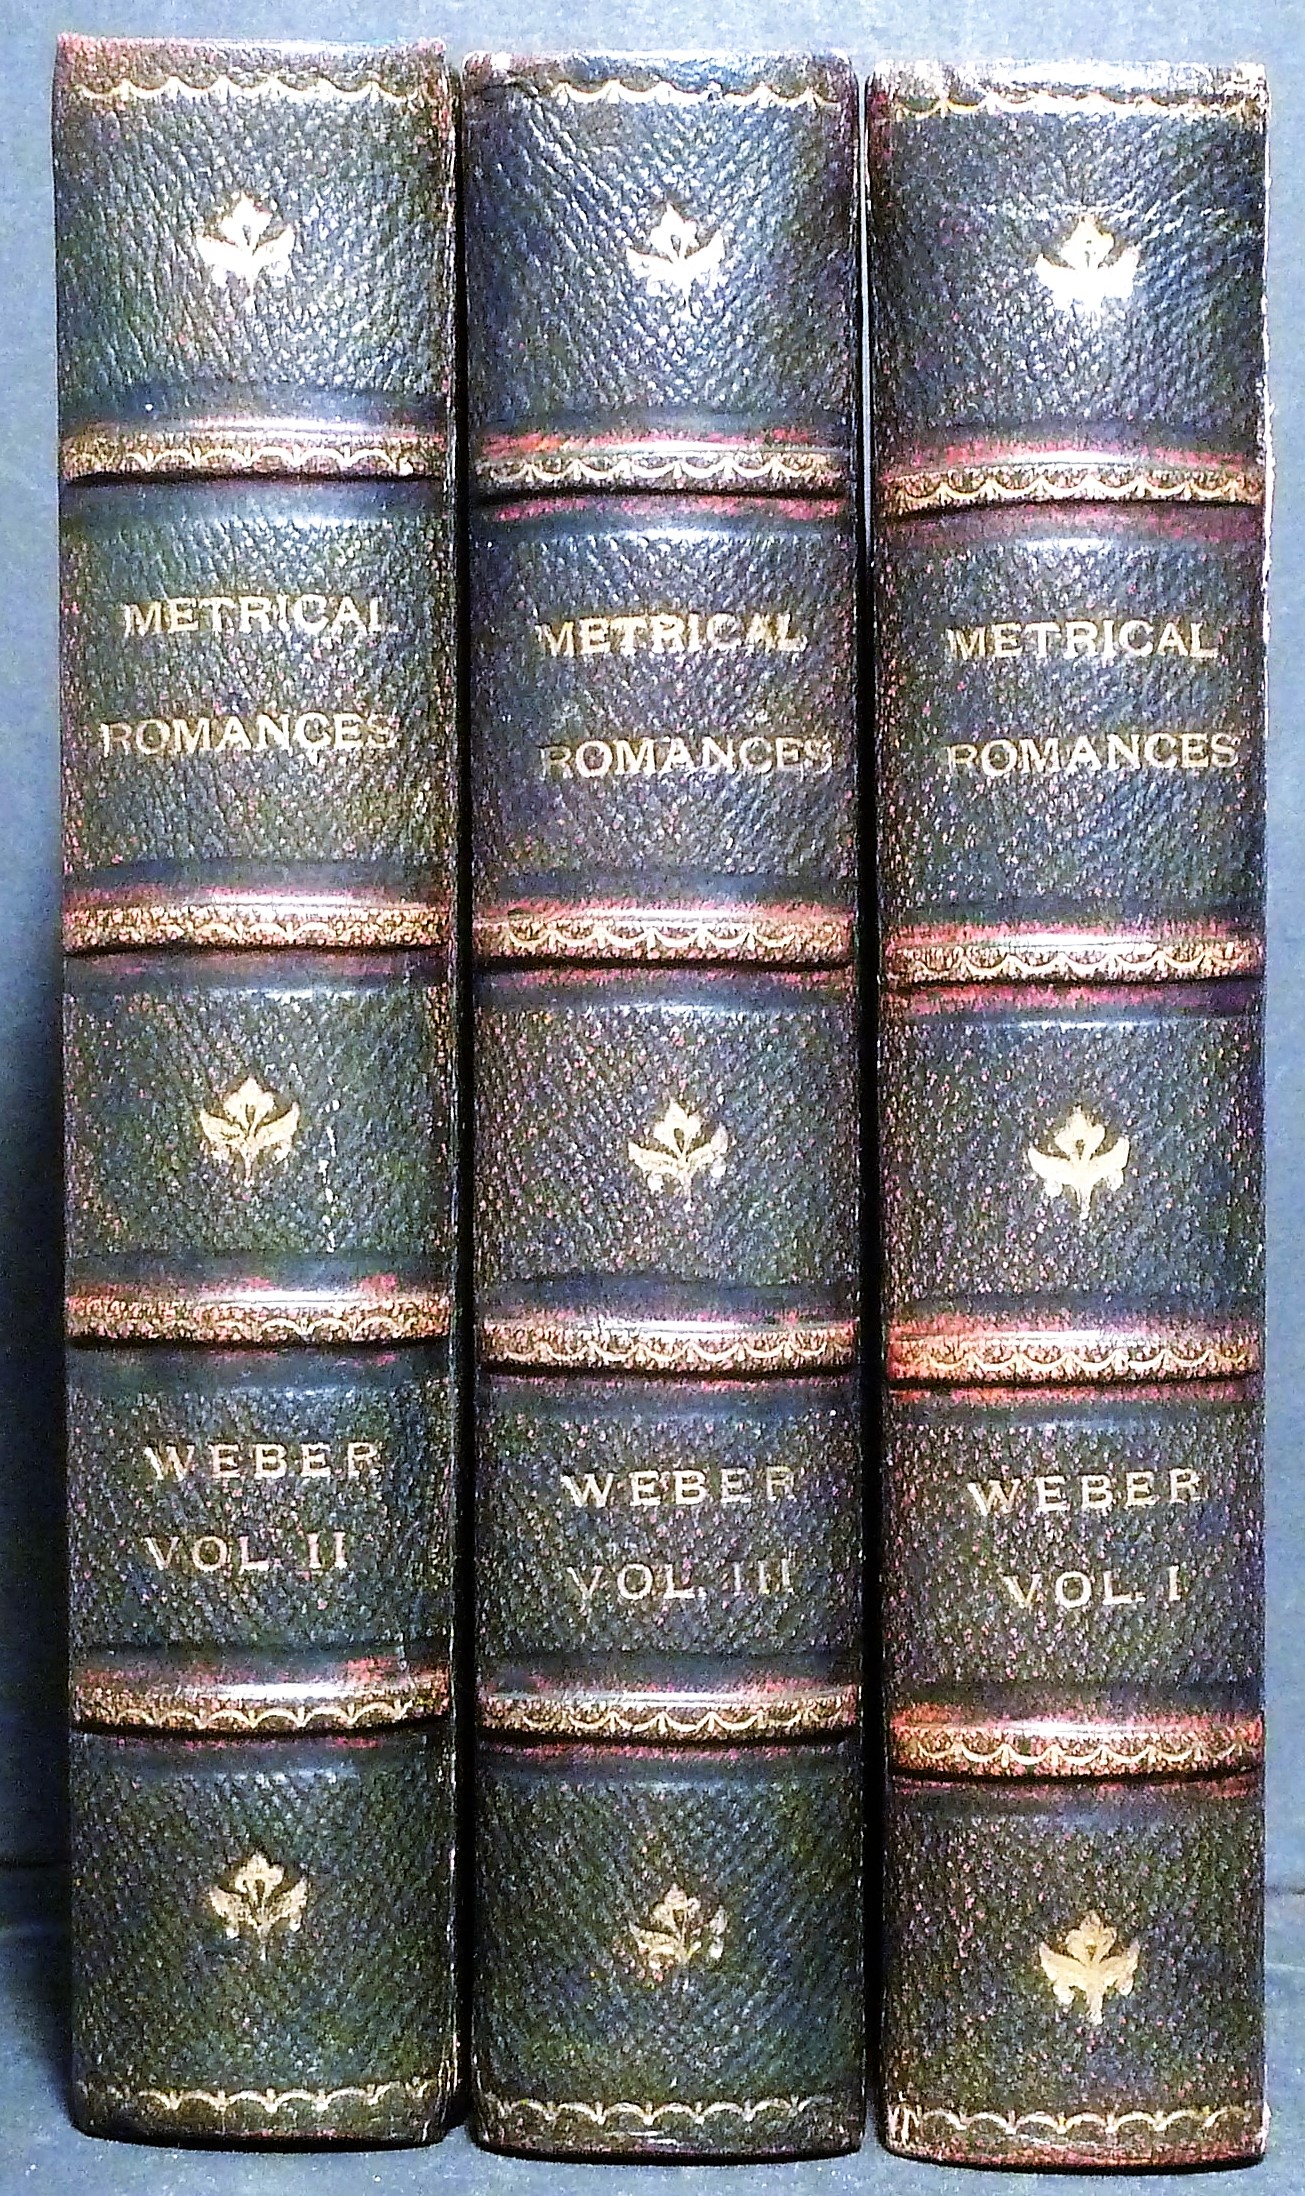 METRICAL
ROMANCES
WEBER
VOL. II
METRICAL
ROMANCES
WEBER
VOL. III
METRICAL
ROMANCES
WEBER
VOL. I